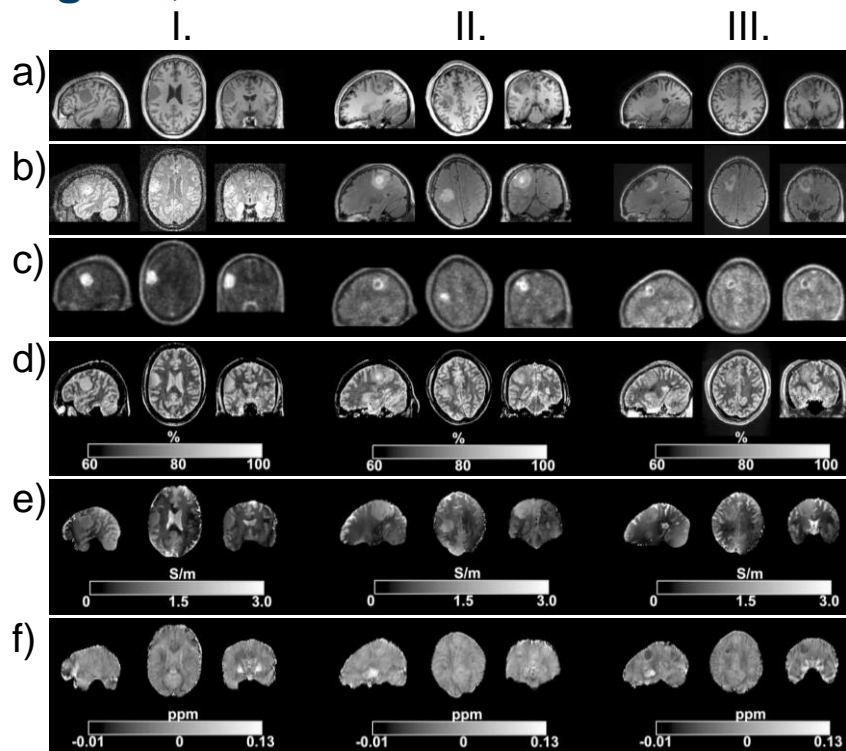 I. II. III.
a)
b)
c)
d)
% % %
60 80 100 60 80 100 60 80 100
e)
S/m S/m S/m
0 1.5 3.0 0 1.5 3.0 0 1.5 3.0
f)
ppm ppm ppm
-0.01 0 0.13 -0.01 0 0.13 -0.01 0 0.13